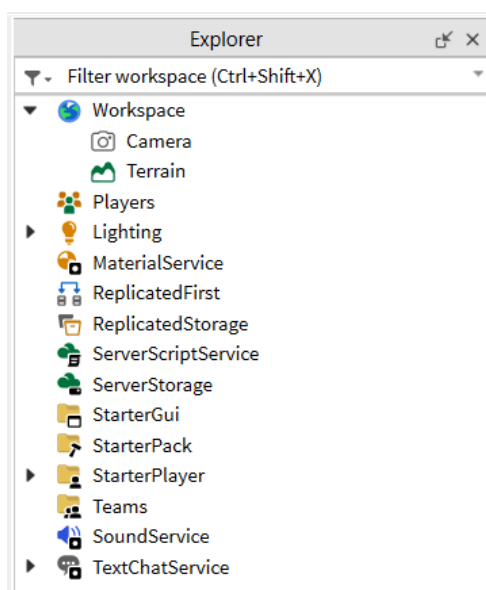 Explorer
Filter workspace (Ctrl+Shift+X)
Workspace
Camera
Terrain
Players
Lighting
MaterialService
ReplicatedFirst
ReplicatedStorage
ServerScriptService
ServerStorage
StarterGui
StarterPack
StarterPlayer
Teams
SoundService
TextChatService